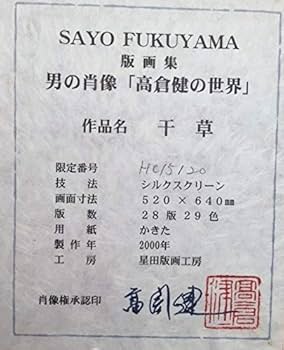 SAYO FUKUYAMA
版画集
男の肖像「高倉健の世界」
作品名 干草
限定番号 HC15/20
技法 シルクスクリーン
画面寸法 520×640㎜
版数 28版29色
用紙 かきた
製作年 2000年
工房 星田版画工房
肖像権承認印